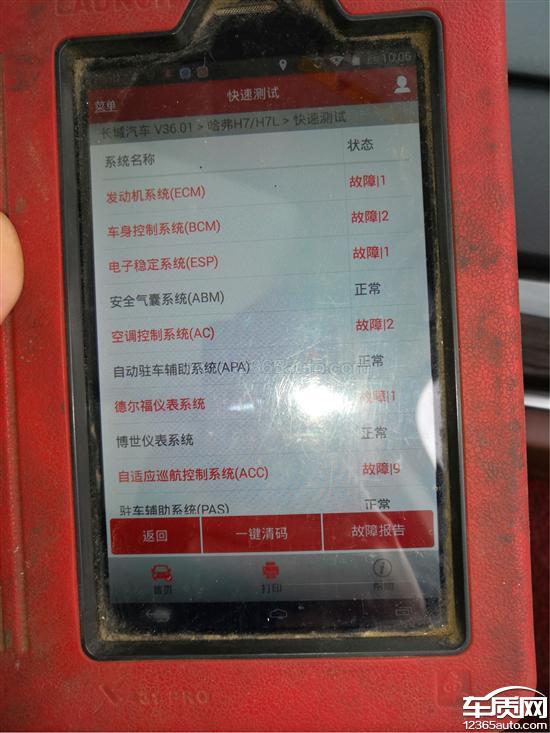 LAUNCH
10:06
菜单
快速测试
长城汽车 V36.01 > 哈弗H7/H7L > 快速测试
系统名称 状态
发动机系统(ECM) 故障|1
车身控制系统(BCM) 故障|2
电子稳定系统(ESP) 故障|1
安全气囊系统(ABM) 正常
空调控制系统(AC) 故障|2
自动驻车辅助系统(APA) 正常
德尔福仪表系统 故障|1
博世仪表系统 正常
自适应巡航控制系统(ACC) 故障|9
驻车辅助系统(PAS) 正常
返回 一键清码 故障报告
首页 打印
PRO
车质网
12365auto.com